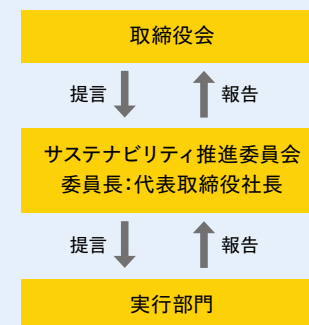 取締役会
提言
報告
サステナビリティ推進委員会
委員長:代表取締役社長
提言
報告
実行部門